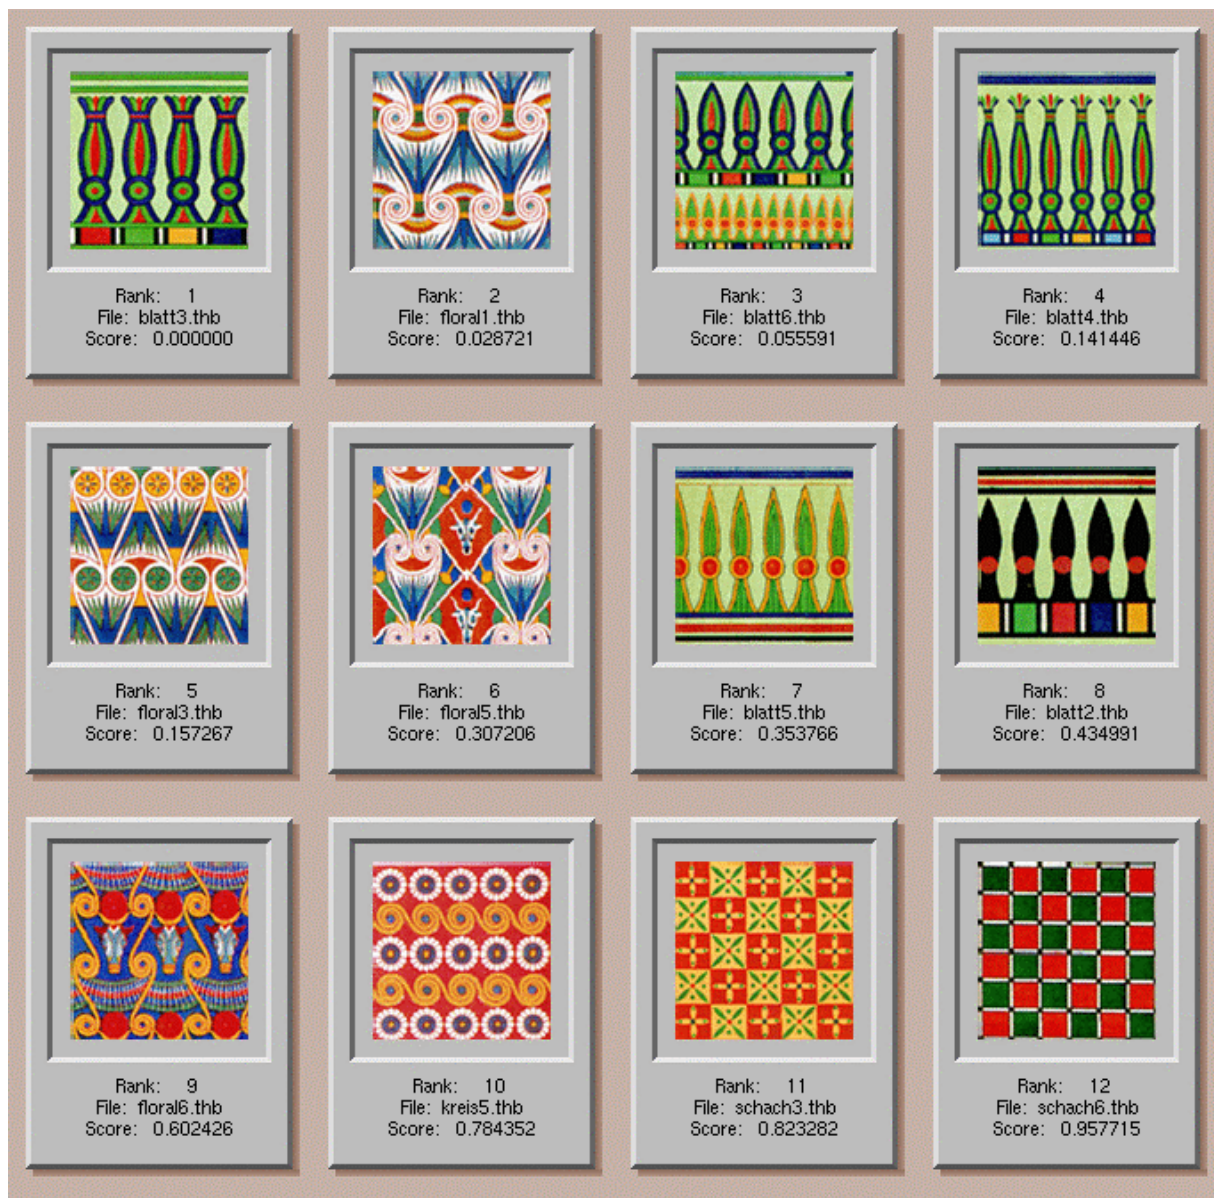 Rank: 1
File: blatt3.thb
Score: 0.000000
Rank: 2
File: floral1.thb
Score: 0.028721
Rank: 3
File: blatt6.thb
Score: 0.055591
Rank: 4
File: blatt4.thb
Score: 0.141446
Rank: 5
File: floral3.thb
Score: 0.157267
Rank: 6
File: floral5.thb
Score: 0.307206
Rank: 7
File: blatt5.thb
Score: 0.353766
Rank: 8
File: blatt2.thb
Score: 0.434991
Rank: 9
File: floral6.thb
Score: 0.602426
Rank: 10
File: kreis5.thb
Score: 0.784352
Rank: 11
File: schach3.thb
Score: 0.823282
Rank: 12
File: schach6.thb
Score: 0.957715